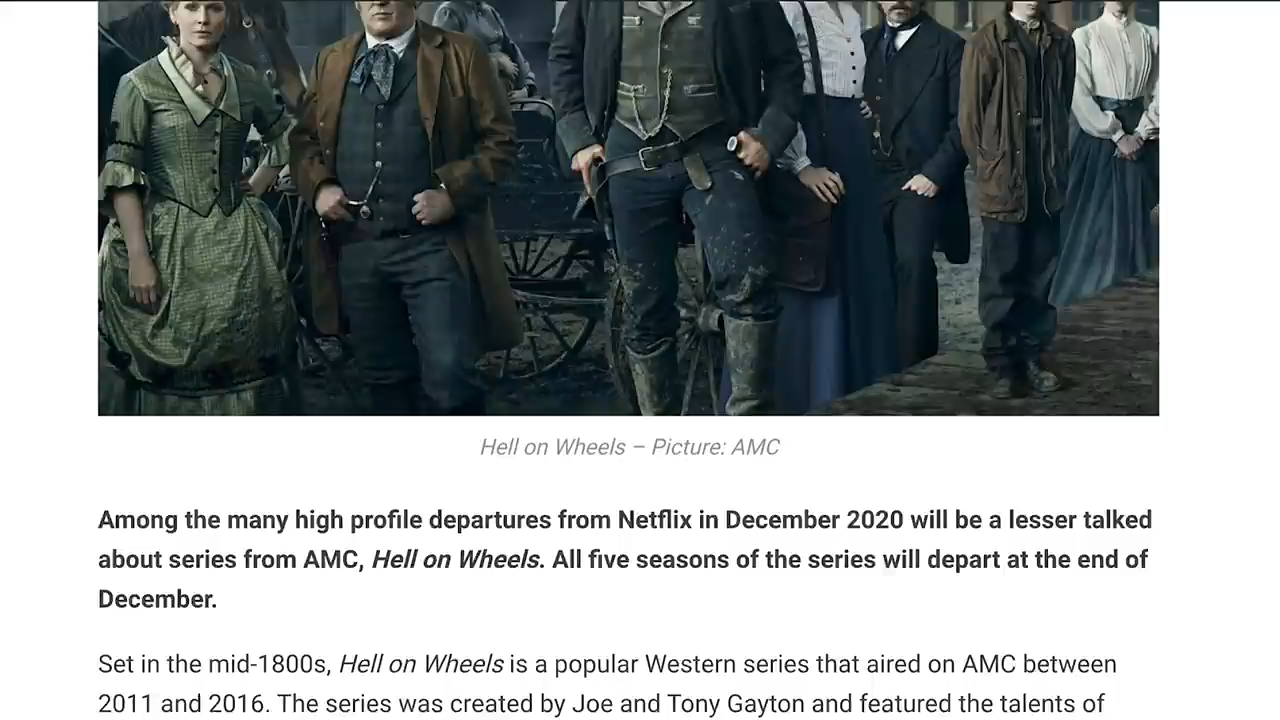 Hell on Wheels – Picture: AMC
Among the many high profile departures from Netflix in December 2020 will be a lesser talked
about series from AMC, Hell on Wheels. All five seasons of the series will depart at the end of
December.
Set in the mid-1800s, Hell on Wheels is a popular Western series that aired on AMC between
2011 and 2016. The series was created by Joe and Tony Gayton and featured the talents of